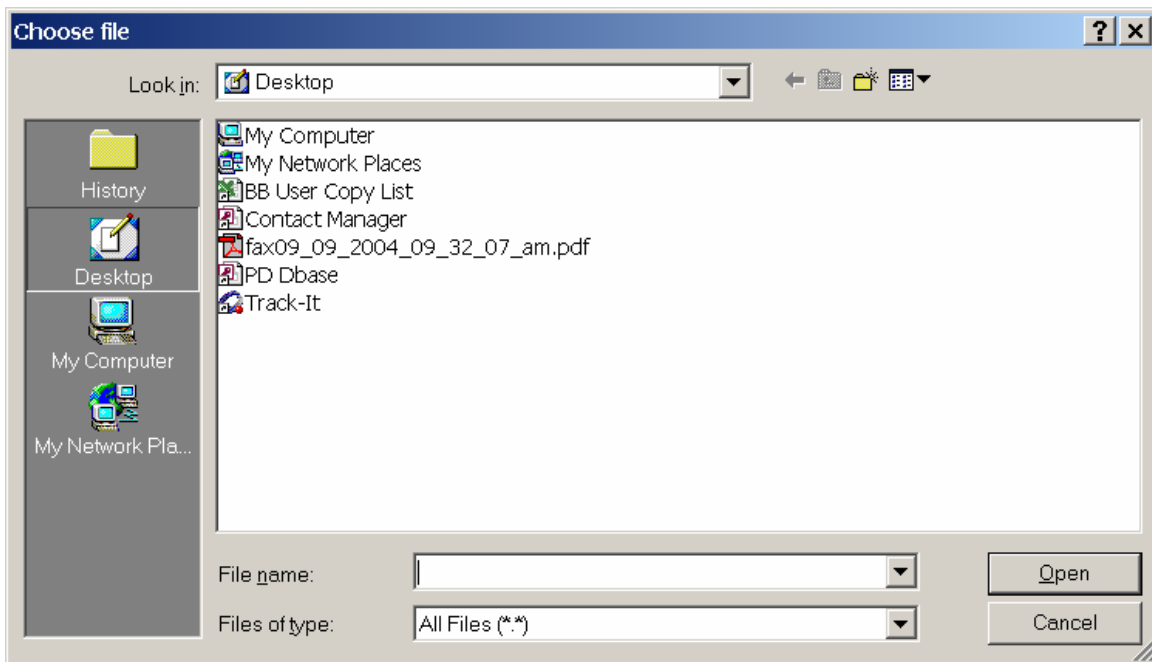 Choose file
Look in: Desktop
History
Desktop
My Computer
My Network Pla...
My Computer
My Network Places
BB User Copy List
Contact Manager
fax09_09_2004_09_32_07_am.pdf
PD Dbase
Track-It
File name: Open
Files of type: All Files (*.*) Cancel